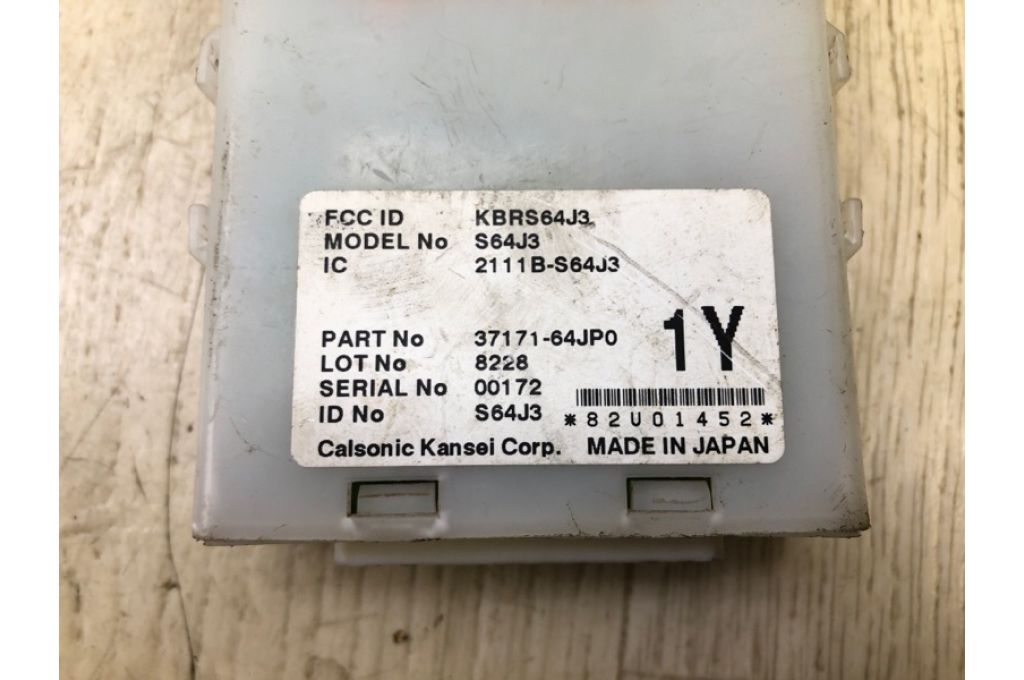 FCC ID KBRS64J3
MODEL No S64J3
IC 2111B-S64J3
PART No 37171-64JP0
LOT No 8228
SERIAL No 00172
ID No S64J3
1Y
*82U01452*
Calsonic Kansei Corp. MADE IN JAPAN